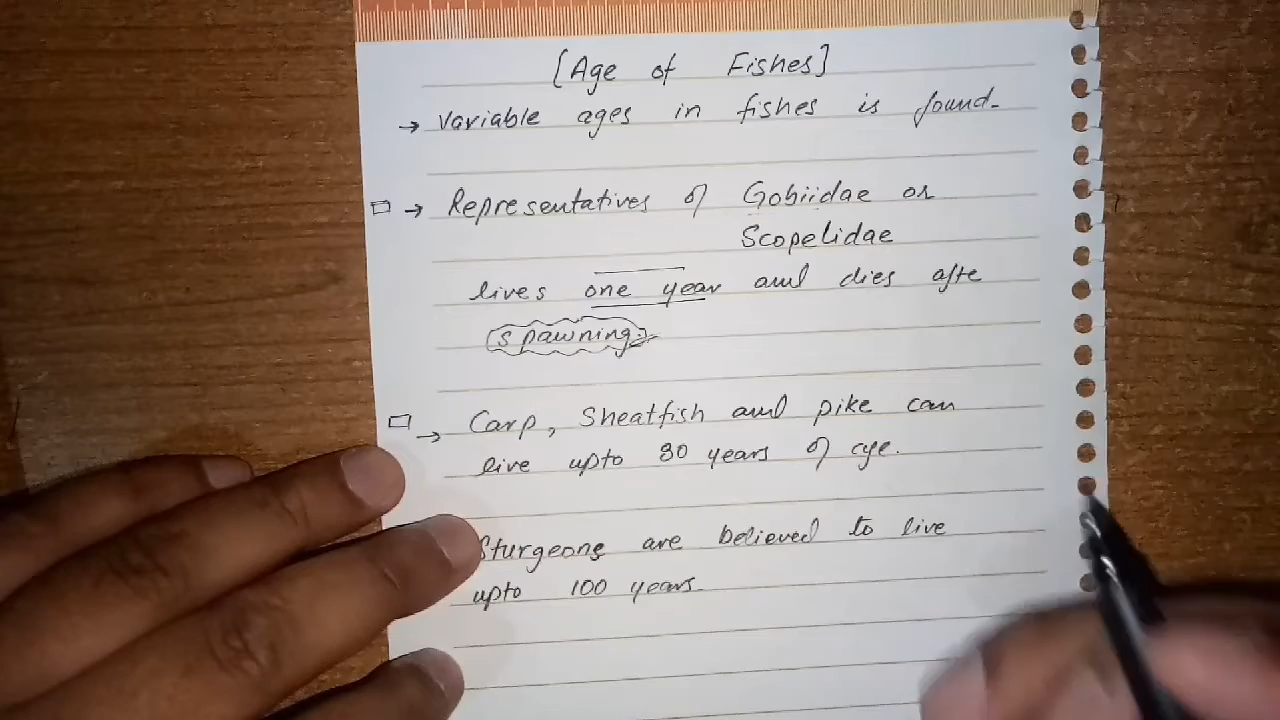 [Age of Fishes]
→ Variable ages in fishes is found.
→ Representatives of Gobiidae or
Scopelidae
lives one year and dies afte
spawning.
→ Carp, Sheatfish and pike can
live upto 80 years of age.
Sturgeons are believed to live
upto 100 years.